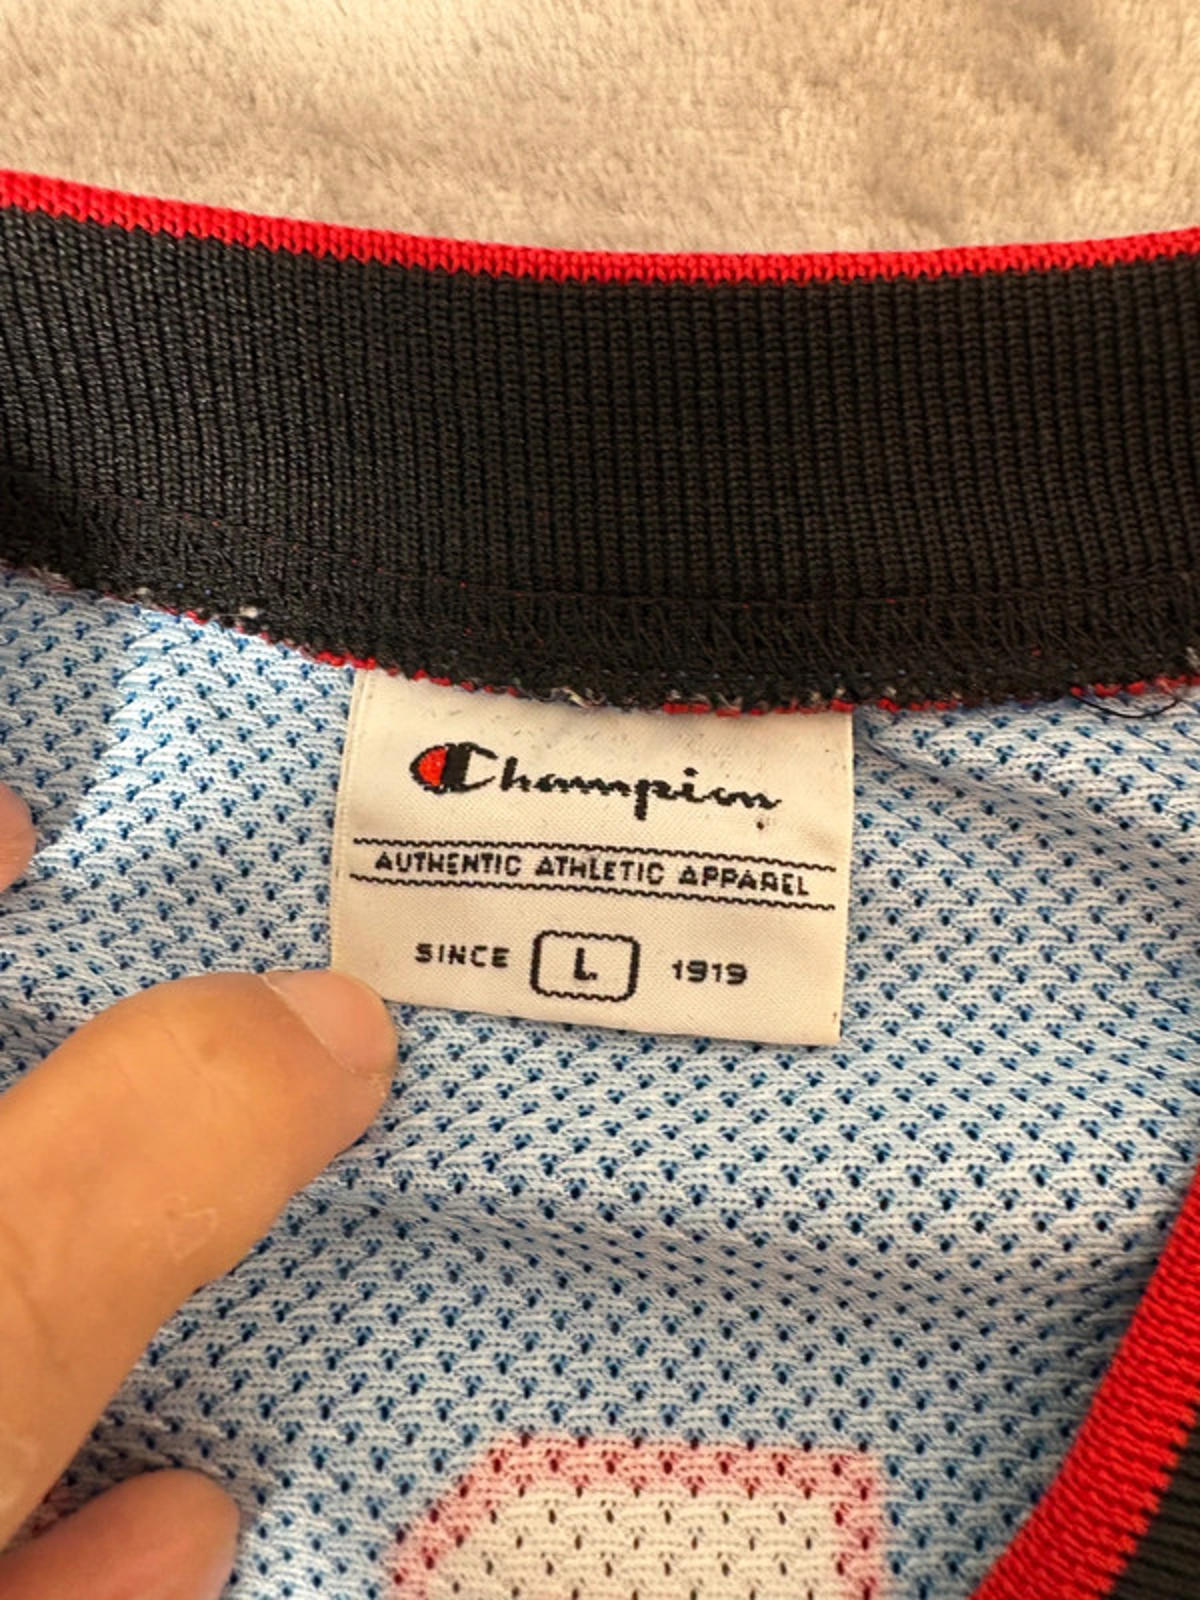 Champion
AUTHENTIC ATHLETIC APPAREL
SINCE L 1919